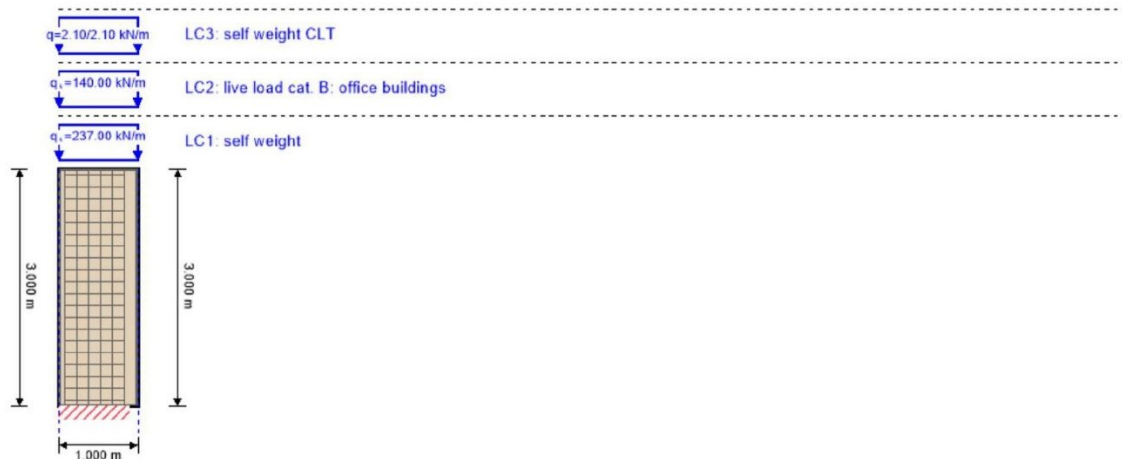 q=2.10/2.10 kN/m LC3: self weight CLT
qk=140.00 kN/m LC2: live load cat. B: office buildings
qk=237.00 kN/m LC1: self weight
3.000 m 3.000 m
1.000 m